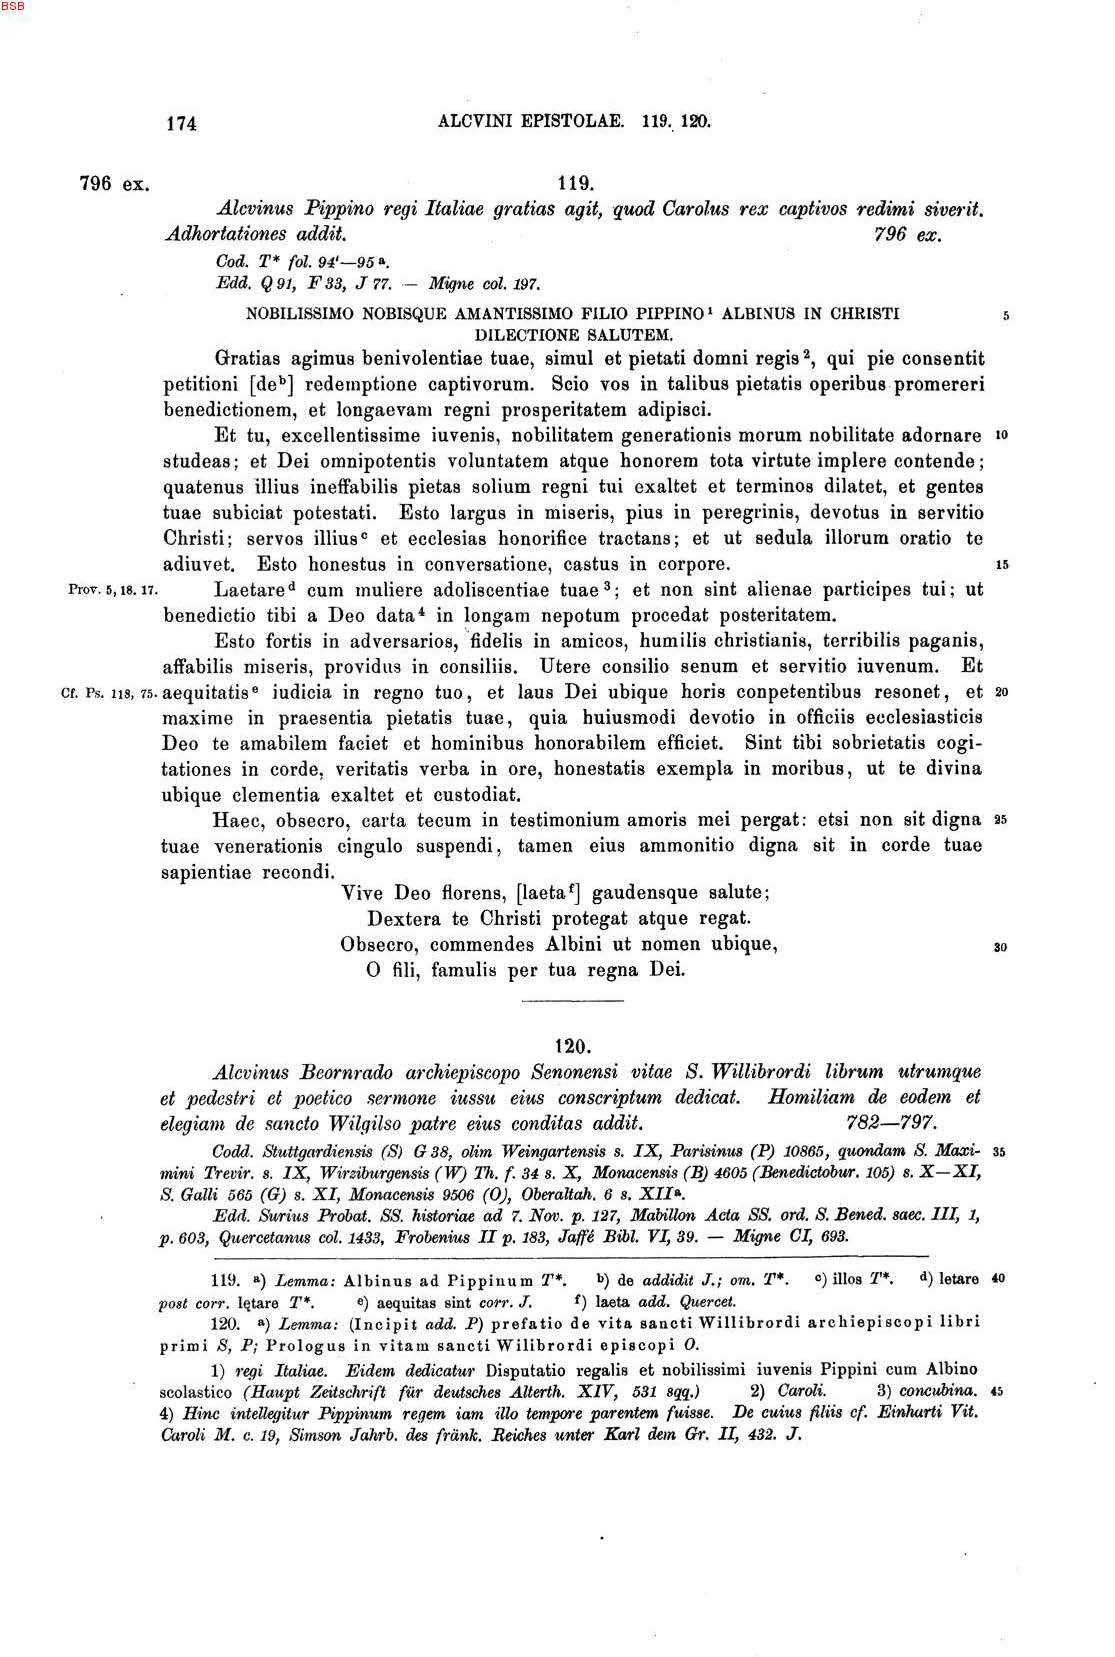 BSB
174 ALCVINI EPISTOLAE. 119. 120.
796 ex. 119.
Alcvinus Pippino regi Italiae gratias agit, quod Carolus rex captivos redimi siverit.
Adhortationes addit. 796 ex.
Cod. T* fol. 94'—95 a.
Edd. Q 91, F 33, J 77. — Migne col. 197.
NOBILISSIMO NOBISQUE AMANTISSIMO FILIO PIPPINO 1 ALBINUS IN CHRISTI 5
DILECTIONE SALUTEM.
Gratias agimus benivolentiae tuae, simul et pietati domni regis 2, qui pie consentit
petitioni [de b] redemptione captivorum. Scio vos in talibus pietatis operibus promereri
benedictionem, et longaevam regni prosperitatem adipisci.
Et tu, excellentissime iuvenis, nobilitatem generationis morum nobilitate adornare 10
studeas; et Dei omnipotentis voluntatem atque honorem tota virtute implere contende;
quatenus illius ineffabilis pietas solium regni tui exaltet et terminos dilatet, et gentes
tuae subiciat potestati. Esto largus in miseris, pius in peregrinis, devotus in servitio
Christi; servos illius c et ecclesias honorifice tractans; et ut sedula illorum oratio te
adiuvet. Esto honestus in conversatione, castus in corpore. 15
Prov. 5, 18. 17. Laetare d cum muliere adoliscentiae tuae 3; et non sint alienae participes tui; ut
benedictio tibi a Deo data 4 in longam nepotum procedat posteritatem.
Esto fortis in adversarios, fidelis in amicos, humilis christianis, terribilis paganis,
affabilis miseris, providus in consiliis. Utere consilio senum et servitio iuvenum. Et
Cf. Ps. 118, 75. aequitatis e iudicia in regno tuo, et laus Dei ubique horis conpetentibus resonet, et 20
maxime in praesentia pietatis tuae, quia huiusmodi devotio in officiis ecclesiasticis
Deo te amabilem faciet et hominibus honorabilem efficiet. Sint tibi sobrietatis cogi-
tationes in corde, veritatis verba in ore, honestatis exempla in moribus, ut te divina
ubique clementia exaltet et custodiat.
Haec, obsecro, carta tecum in testimonium amoris mei pergat: etsi non sit digna 25
tuae venerationis cingulo suspendi, tamen eius ammonitio digna sit in corde tuae
sapientiae recondi.
Vive Deo florens, [laeta f] gaudensque salute;
Dextera te Christi protegat atque regat.
Obsecro, commendes Albini ut nomen ubique, 30
O fili, famulis per tua regna Dei.
120.
Alcvinus Beornrado archiepiscopo Senonensi vitae S. Willibrordi librum utrumque
et pedestri et poetico sermone iussu eius conscriptum dedicat. Homiliam de eodem et
elegiam de sancto Wilgilso patre eius conditas addit. 782—797.
Codd. Stuttgardiensis (S) G 38, olim Weingartensis s. IX, Parisinus (P) 10865, quondam S. Maxi- 35
mini Trevir. s. IX, Wirziburgensis (W) Th. f. 34 s. X, Monacensis (B) 4605 (Benedictobur. 105) s. X—XI,
S. Galli 565 (G) s. XI, Monacensis 9506 (O), Oberaltah. 6 s. XII a.
Edd. Surius Probat. SS. historiae ad 7. Nov. p. 127, Mabillon Acta SS. ord. S. Bened. saec. III, 1,
p. 603, Quercetanus col. 1433, Frobenius II p. 183, Jaffé Bibl. VI, 39. — Migne CI, 693.
119. a) Lemma: Albinus ad Pippinum T*. b) de addidit J.; om. T*. c) illos T*. d) letare 40
post corr. lętare T*. e) aequitas sint corr. J. f) laeta add. Quercet.
120. a) Lemma: (Incipit add. P) prefatio de vita sancti Willibrordi archiepiscopi libri
primi S, P; Prologus in vitam sancti Wilibrordi episcopi O.
1) regi Italiae. Eidem dedicatur Disputatio regalis et nobilissimi iuvenis Pippini cum Albino
scolastico (Haupt Zeitschrift für deutsches Alterth. XIV, 531 sqq.) 2) Caroli. 3) concubina. 45
4) Hinc intellegitur Pippinum regem iam illo tempore parentem fuisse. De cuius filiis cf. Einharti Vit.
Caroli M. c. 19, Simson Jahrb. des fränk. Reiches unter Karl dem Gr. II, 432. J.